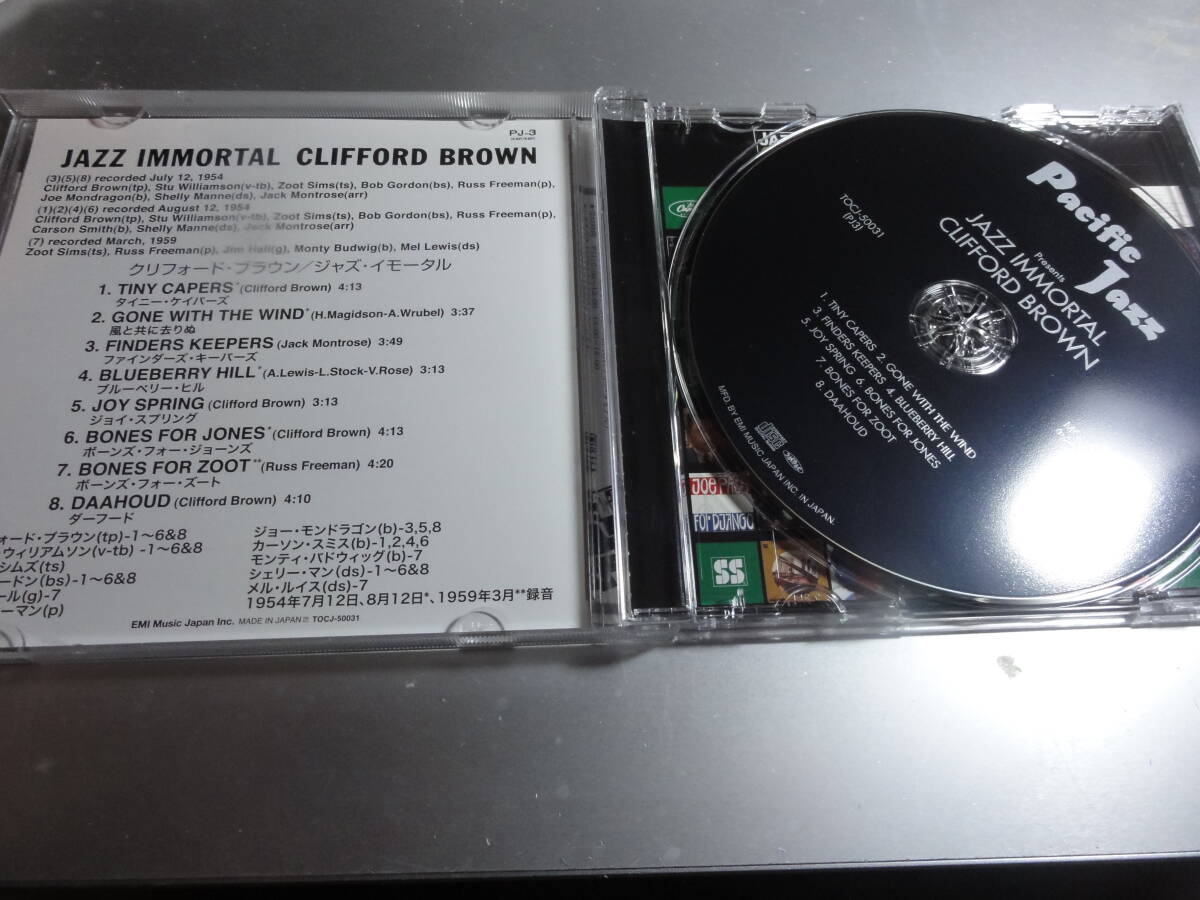 PJ-3
JAZZ IMMORTAL CLIFFORD BROWN
(3)(5)(8) recorded July 12, 1954
Clifford Brown(tp), Stu Williamson(v-tb), Zoot Sims(ts), Bob Gordon(bs), Russ Freeman(p),
Joe Mondragon(b), Shelly Manne(ds), Jack Montrose(arr)
(1)(2)(4)(6) recorded August 12, 1954
Clifford Brown(tp), Stu Williamson(v-tb), Zoot Sims(ts), Bob Gordon(bs), Russ Freeman(p),
Carson Smith(b), Shelly Manne(ds), Jack Montrose(arr)
(7) recorded March, 1959
Zoot Sims(ts), Russ Freeman(p), Jim Hall(g), Monty Budwig(b), Mel Lewis(ds)
クリフォード・ブラウン/ジャズ・イモータル
1. TINY CAPERS* (Clifford Brown) 4:13
タイニー・ケイパーズ
2. GONE WITH THE WIND* (H.Magidson-A.Wrubel) 3:37
風と共に去りぬ
3. FINDERS KEEPERS (Jack Montrose) 3:49
ファインダーズ・キーパーズ
4. BLUEBERRY HILL* (A.Lewis-L.Stock-V.Rose) 3:13
ブルーベリー・ヒル
5. JOY SPRING (Clifford Brown) 3:13
ジョイ・スプリング
6. BONES FOR JONES* (Clifford Brown) 4:13
ボーンズ・フォー・ジョーンズ
7. BONES FOR ZOOT** (Russ Freeman) 4:20
ボーンズ・フォー・ズート
8. DAAHOUD (Clifford Brown) 4:10
ダーフード
ォード・ブラウン(tp)-1〜6&8
ウィリアムソン(v-tb) -1〜6&8
シムズ(ts)
ードン(bs)-1〜6&8
ール(g)-7
ーマン(p)
ジョー・モンドラゴン(b)-3,5,8
カーソン・スミス(b)-1,2,4,6
モンティ・バドウィッグ(b)-7
シェリー・マン(ds)-1〜6&8
メル・ルイス(ds)-7
1954年7月12日、8月12日*、1959年3月**録音
EMI Music Japan Inc. MADE IN JAPAN TOCJ-50031
Pacific Jazz
Presents
JAZZ IMMORTAL
CLIFFORD BROWN
TOCJ-50031
(PJ3)
1. TINY CAPERS 2. GONE WITH THE WIND
3. FINDERS KEEPERS 4. BLUEBERRY HILL
5. JOY SPRING 6. BONES FOR JONES
7. BONES FOR ZOOT
8. DAAHOUD
MFD. BY EMI MUSIC JAPAN INC. IN JAPAN.
JAZZ
JOE PASS
FOR DJANGO
SS